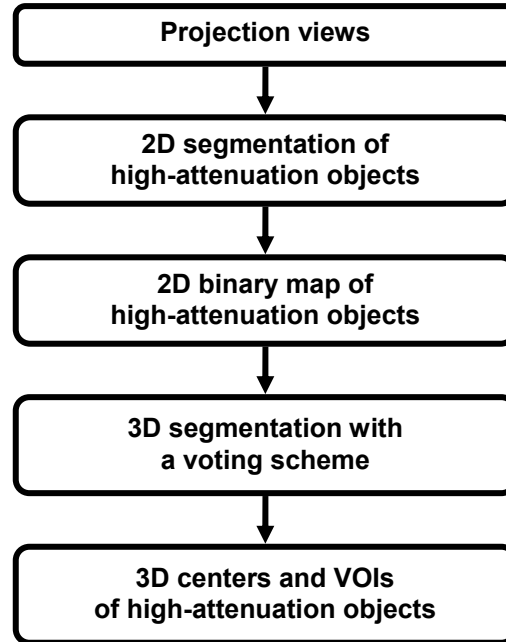 Projection views
2D segmentation of
high-attenuation objects
2D binary map of
high-attenuation objects
3D segmentation with
a voting scheme
3D centers and VOIs
of high-attenuation objects